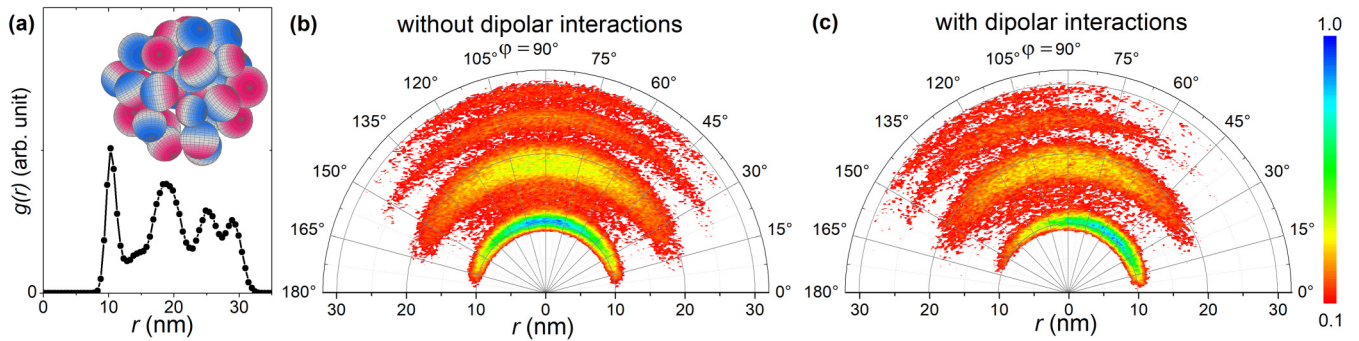 (a)
g(r) (arb. unit)
0
0 10 20 30
r (nm)
(b)
without dipolar interactions
φ = 90°
105°
75°
120°
60°
135°
45°
150°
30°
165°
15°
180°
0°
30 20 10 0 10 20 30
r (nm)
(c)
with dipolar interactions
φ = 90°
105°
75°
120°
60°
135°
45°
150°
30°
165°
15°
180°
0°
30 20 10 0 10 20 30
r (nm)
1.0
0.1